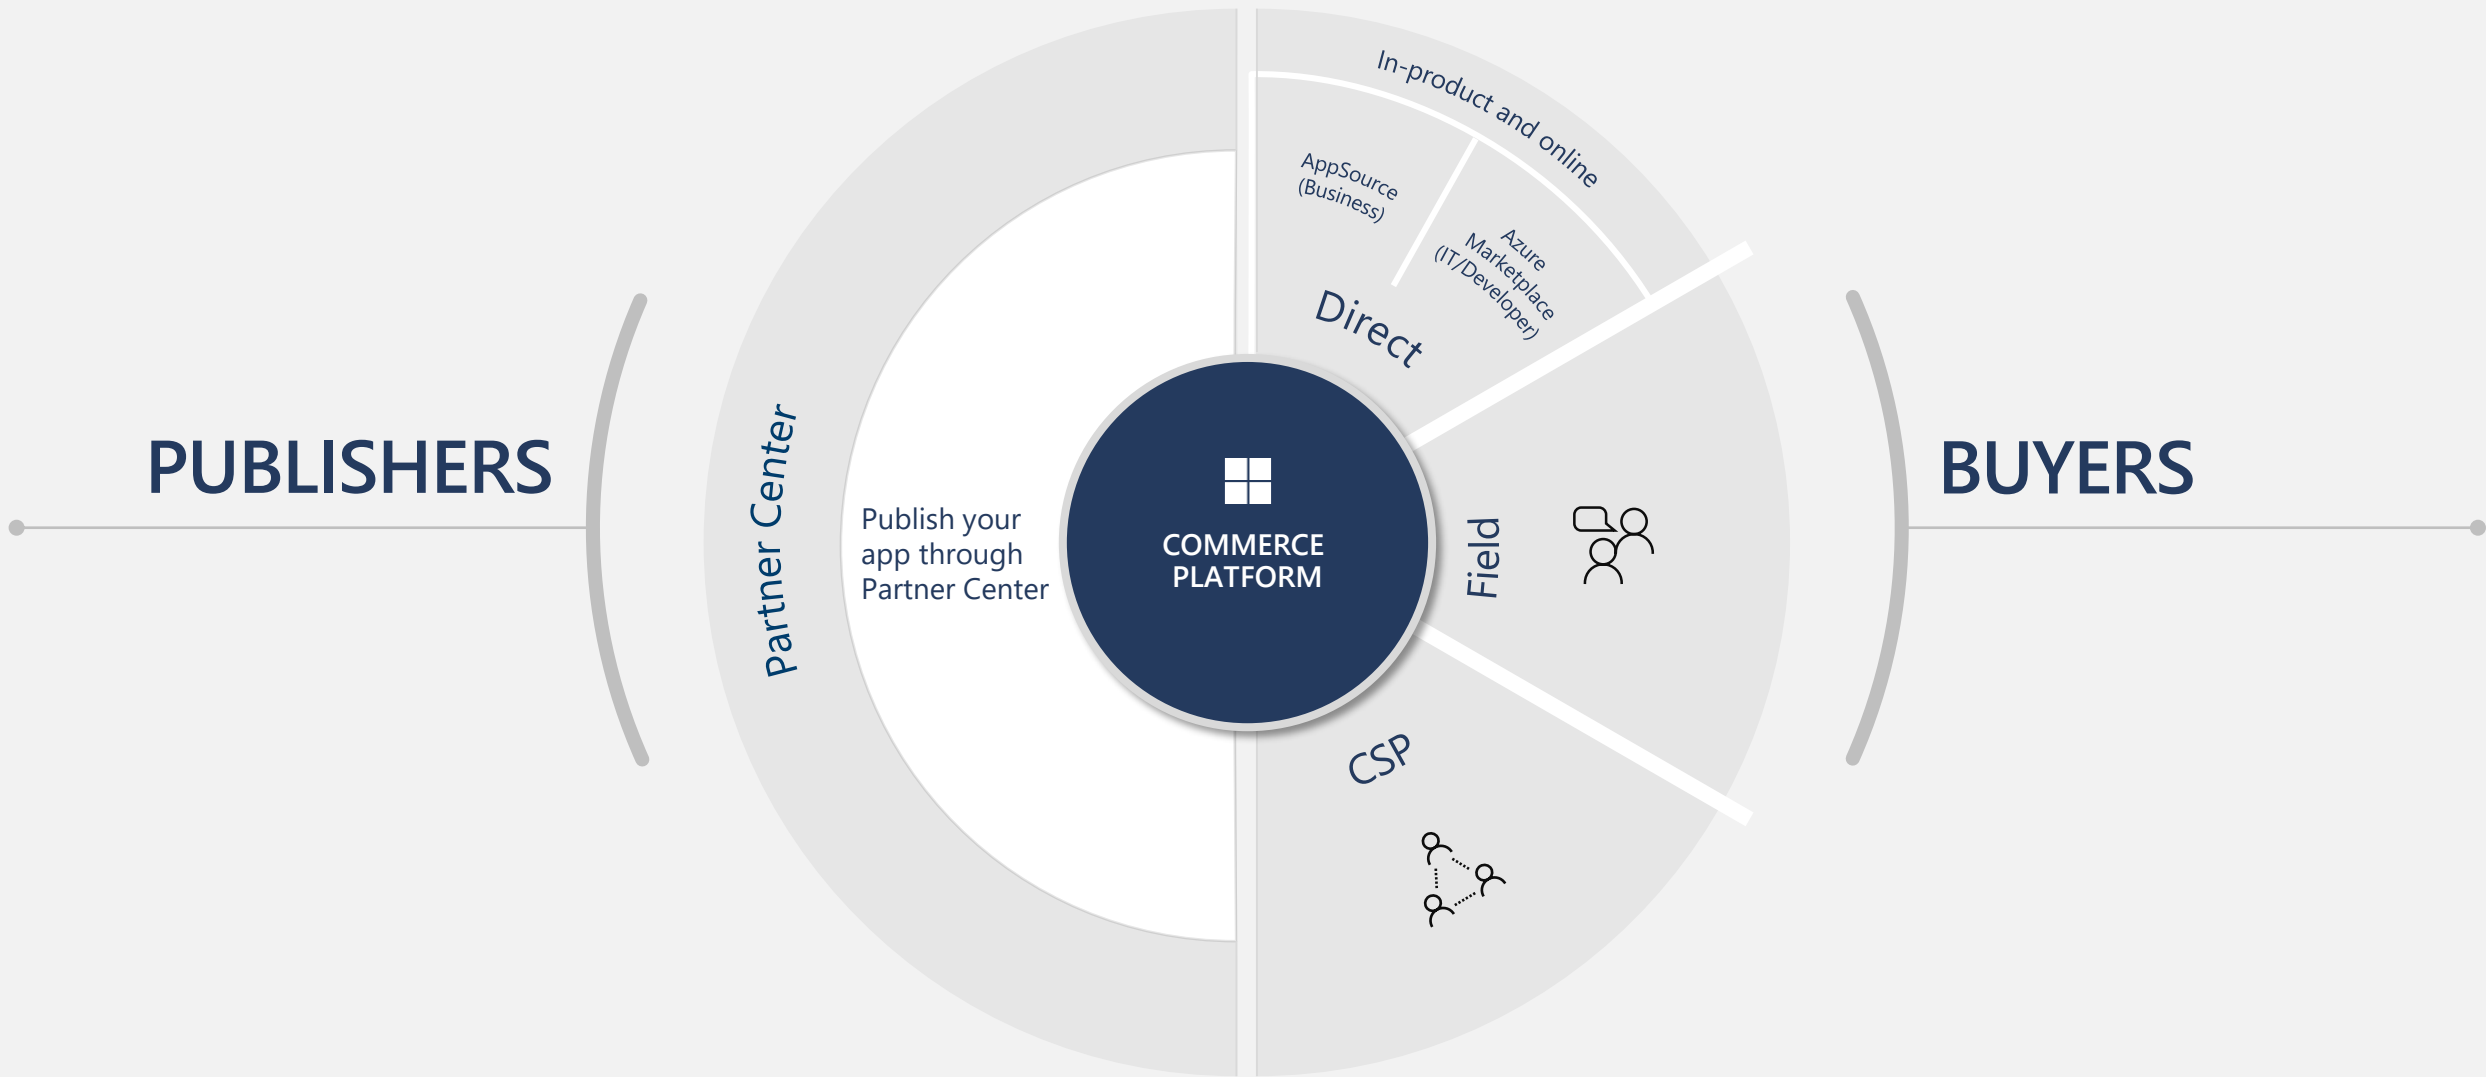 PUBLISHERS
Partner Center
Publish your
app through
Partner Center
COMMERCE
PLATFORM
In-product and online
AppSource
(Business)
Azure
Marketplace
(IT/Developer)
Direct
Field
CSP
BUYERS